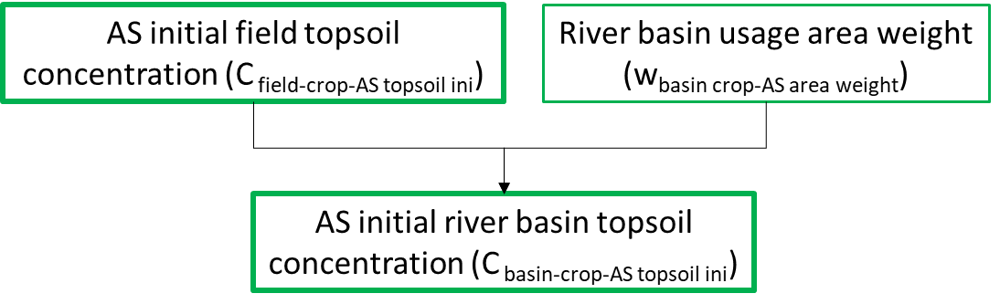 AS initial field topsoil
concentration (C field-crop-AS topsoil ini)
River basin usage area weight
(wbasin crop-AS area weight)
AS initial river basin topsoil
concentration (C basin-crop-AS topsoil ini)